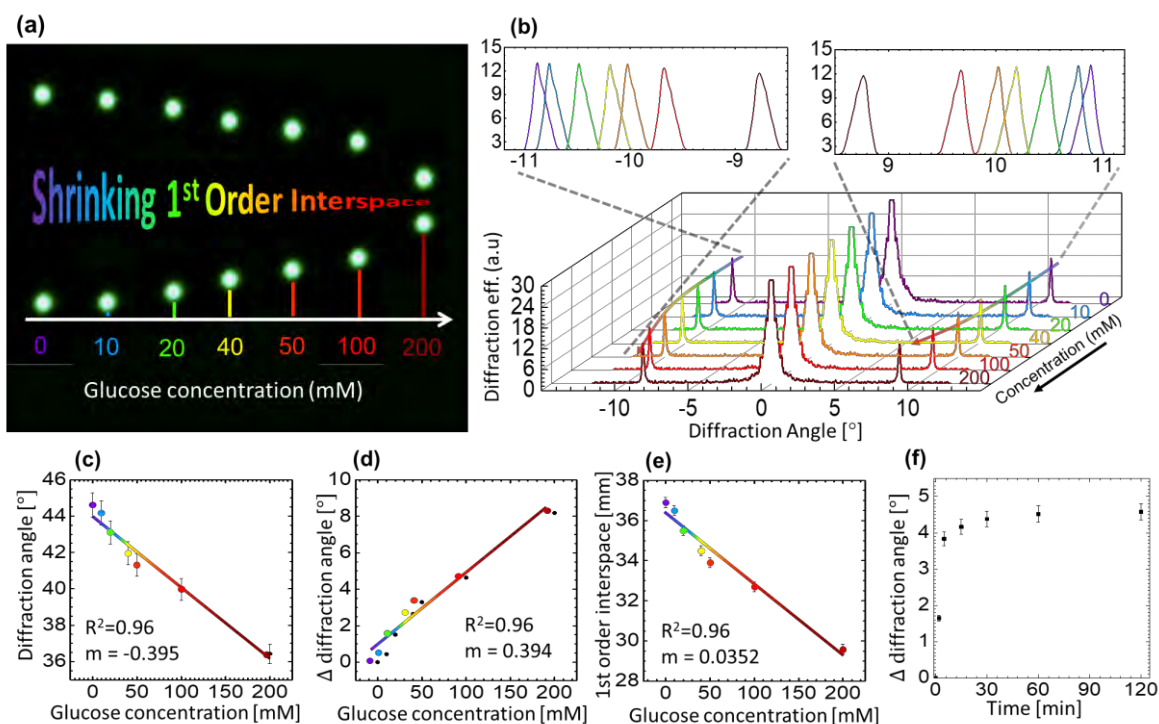 (a)
Shrinking 1st Order Interspace
0 10 20 40 50 100 200
Glucose concentration (mM)
(b)
15
12
9
6
3
-11 -10 -9
15
12
9
6
3
9 10 11
Diffraction eff. (a.u)
30
24
18
12
6
0
-10 -5 0 5 10
Diffraction Angle [°]
0
10
20
40
50
100
200
Concentration (mM)
(c)
Diffraction angle [°]
46
44
42
40
38
36
R²=0.96
m = -0.395
0 50 100 150 200
Glucose concentration [mM]
(d)
Δ diffraction angle [°]
10
8
6
4
2
0
R²=0.96
m = 0.394
0 50 100 150 200
Glucose concentration [mM]
(e)
1st order interspace [mm]
38
36
34
32
30
28
R²=0.96
m = 0.0352
0 50 100 150 200
Glucose concentration [mM]
(f)
Δ diffraction angle [°]
5
4
3
2
1
0
0 30 60 90 120
Time [min]